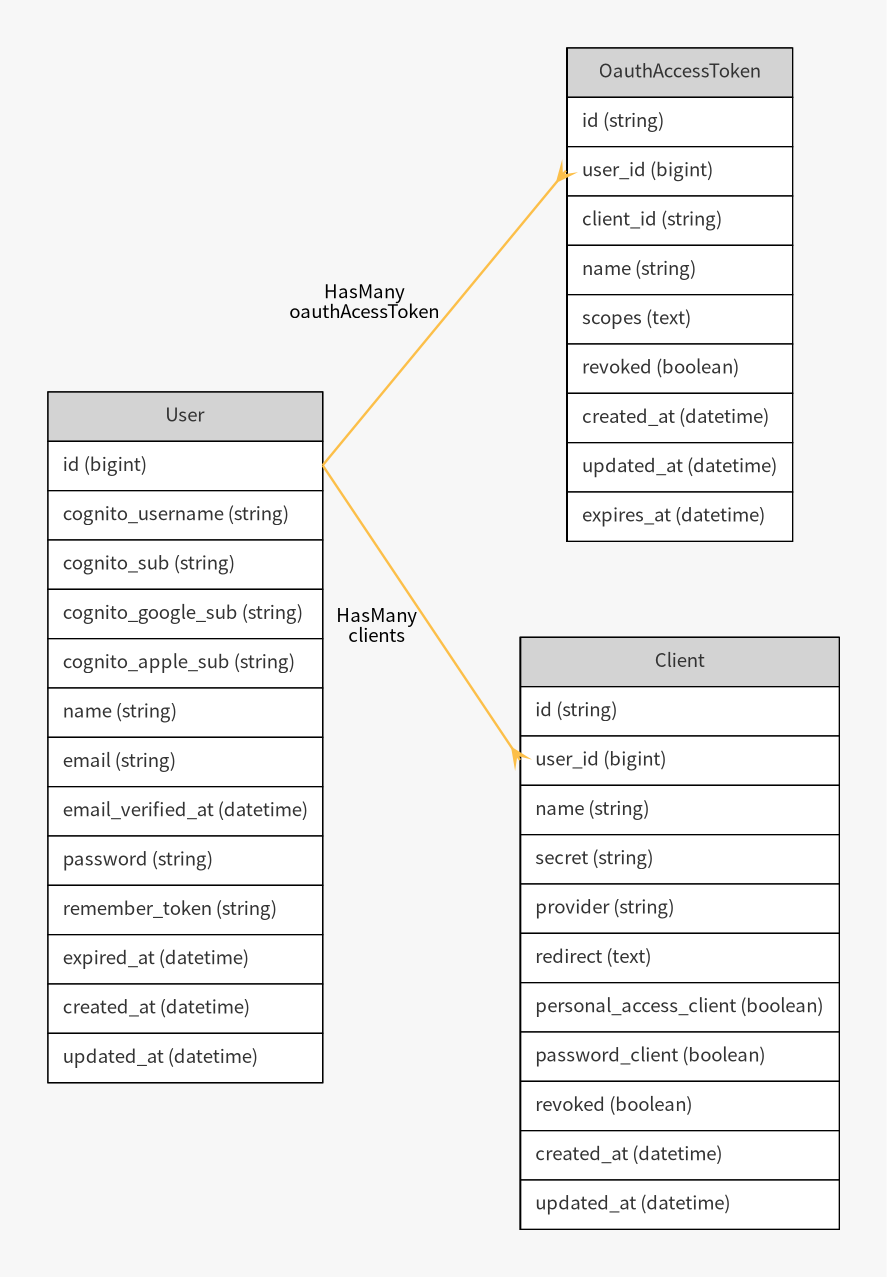 OauthAccessToken
id (string)
user_id (bigint)
client_id (string)
name (string)
scopes (text)
revoked (boolean)
created_at (datetime)
updated_at (datetime)
expires_at (datetime)
HasMany
oauthAcessToken
User
id (bigint)
cognito_username (string)
cognito_sub (string)
cognito_google_sub (string)
cognito_apple_sub (string)
name (string)
email (string)
email_verified_at (datetime)
password (string)
remember_token (string)
expired_at (datetime)
created_at (datetime)
updated_at (datetime)
HasMany
clients
Client
id (string)
user_id (bigint)
name (string)
secret (string)
provider (string)
redirect (text)
personal_access_client (boolean)
password_client (boolean)
revoked (boolean)
created_at (datetime)
updated_at (datetime)